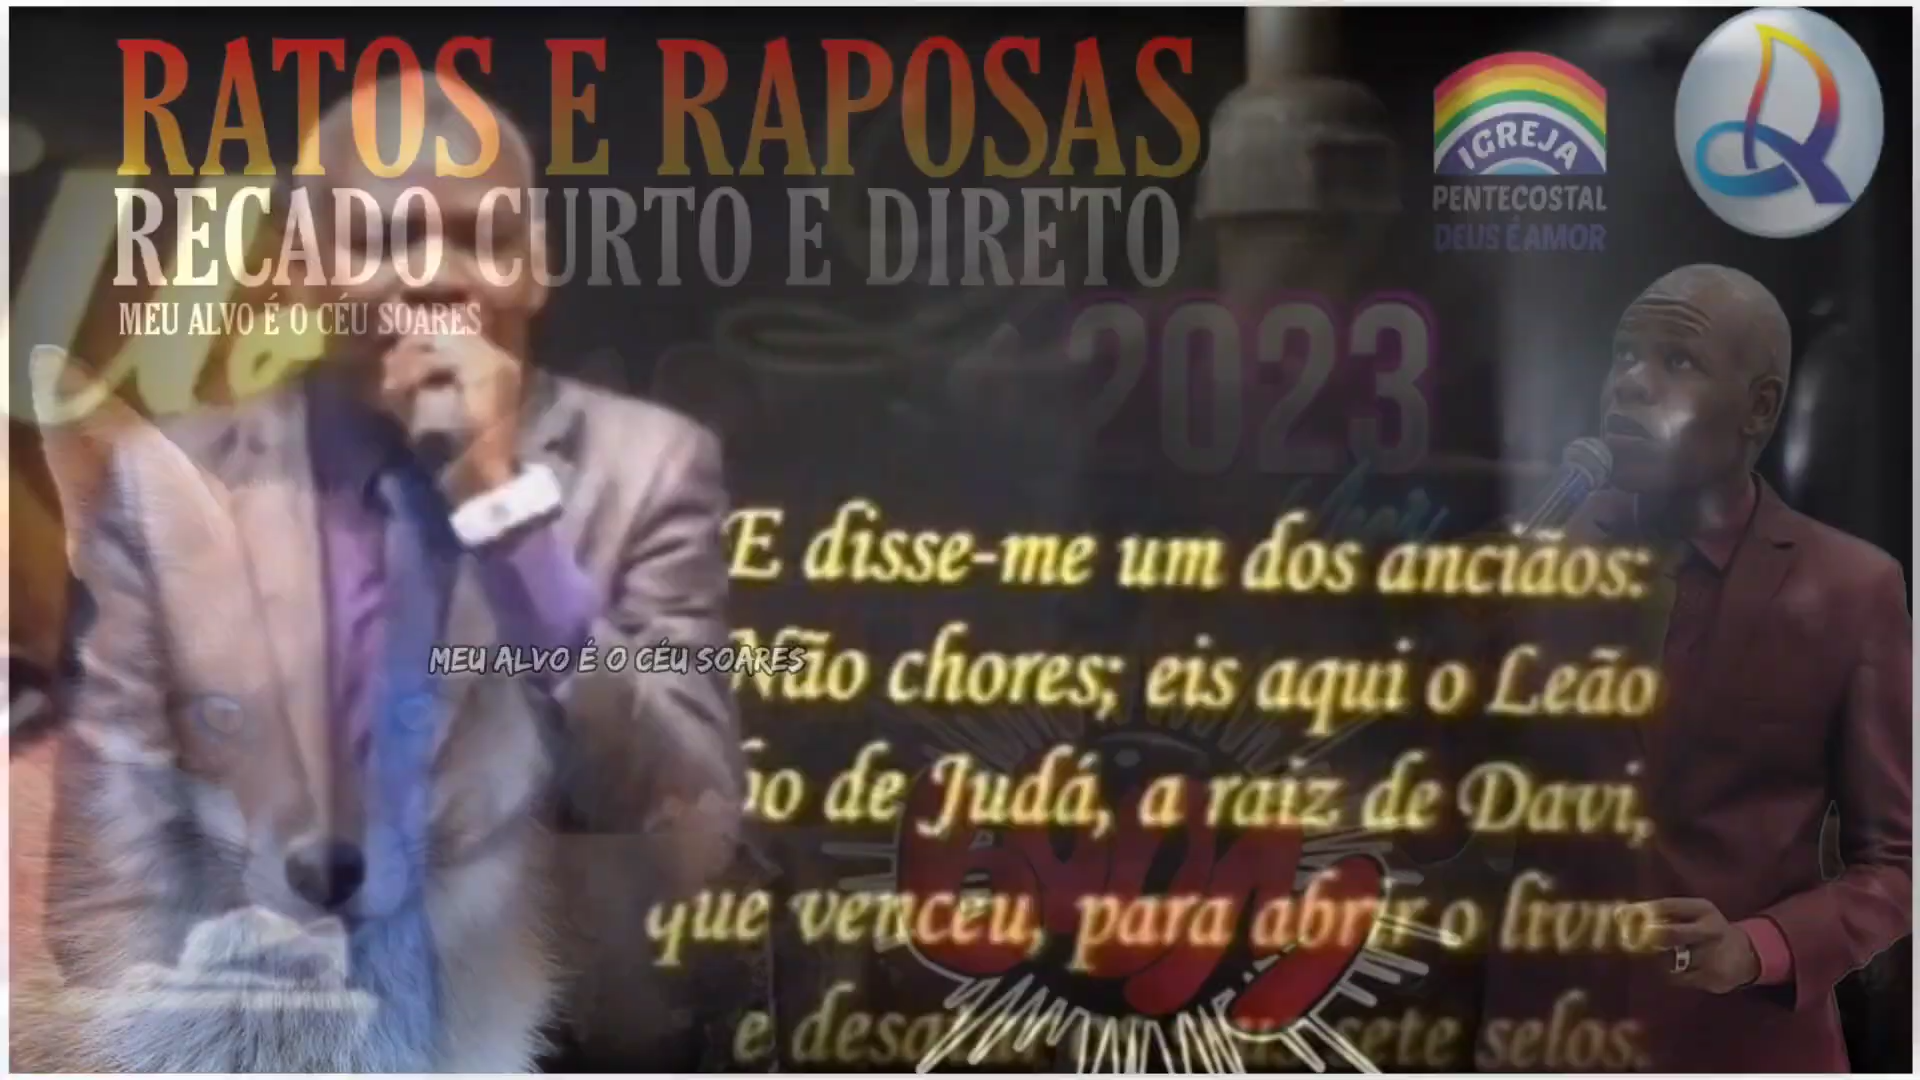 RATOS E RAPOSAS
RECADO CURTO E DIRETO
MEU ALVO É O CÉU SOARES
IGREJA
PENTECOSTAL
DEUS É AMOR
2023
E disse-me um dos anciãos:
MEU ALVO É O CÉU SOARES
Não chores; eis aqui o Leão
de Judá, a raiz de Davi,
que venceu, para abrir o livro
e sete selos.